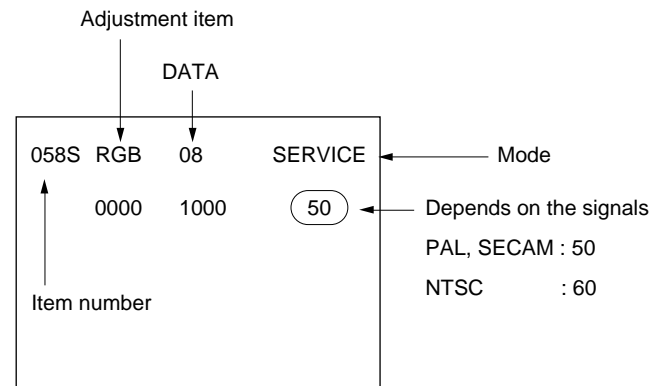 Adjustment item
DATA
058S RGB 08 SERVICE
Mode
0000 1000 50
Depends on the signals
PAL, SECAM : 50
NTSC : 60
Item number